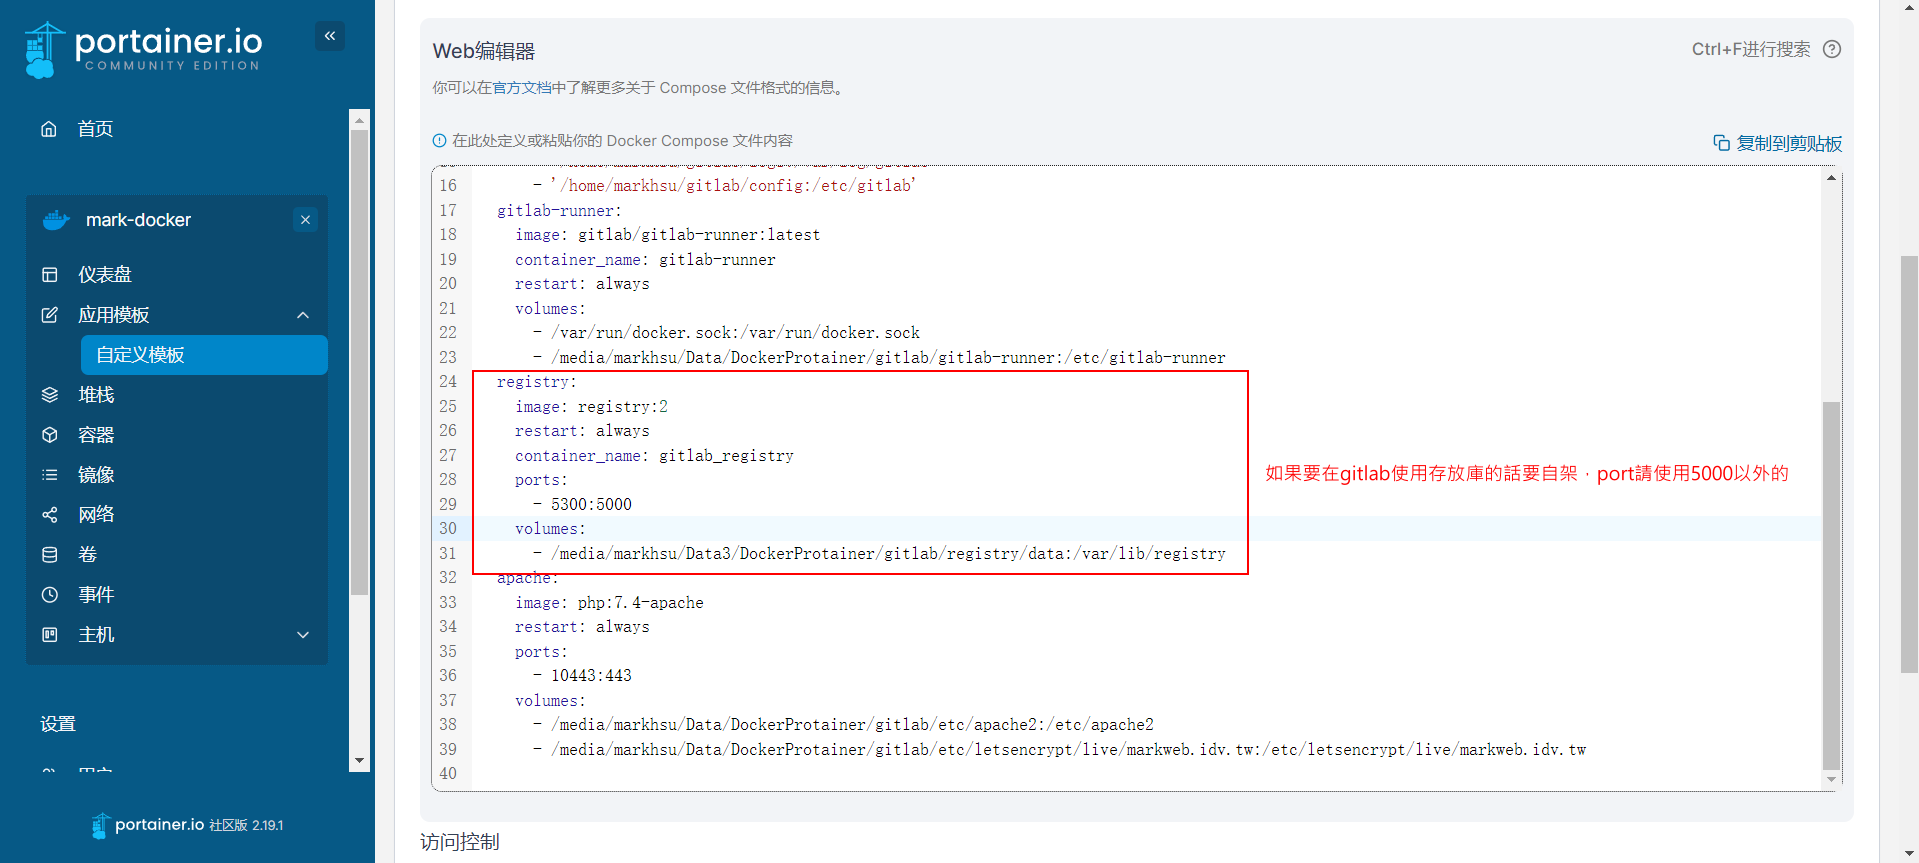 portainer.io
COMMUNITY EDITION
«
首页
mark-docker
仪表盘
应用模板
自定义模板
堆栈
容器
镜像
网络
卷
事件
主机
设置
portainer.io 社区版 2.19.1
Web编辑器
Ctrl+F进行搜索
你可以在官方文档中了解更多关于 Compose 文件格式的信息。
在此处定义或粘贴你的 Docker Compose 文件内容
复制到剪贴板
16 - '/home/markhsu/gitlab/config:/etc/gitlab'
17 gitlab-runner:
18 image: gitlab/gitlab-runner:latest
19 container_name: gitlab-runner
20 restart: always
21 volumes:
22 - /var/run/docker.sock:/var/run/docker.sock
23 - /media/markhsu/Data/DockerProtainer/gitlab/gitlab-runner:/etc/gitlab-runner
24 registry:
25 image: registry:2
26 restart: always
27 container_name: gitlab_registry
28 ports:
29 - 5300:5000
30 volumes:
31 - /media/markhsu/Data3/DockerProtainer/gitlab/registry/data:/var/lib/registry
32 apache:
33 image: php:7.4-apache
34 restart: always
35 ports:
36 - 10443:443
37 volumes:
38 - /media/markhsu/Data/DockerProtainer/gitlab/etc/apache2:/etc/apache2
39 - /media/markhsu/Data/DockerProtainer/gitlab/etc/letsencrypt/live/markweb.idv.tw:/etc/letsencrypt/live/markweb.idv.tw
40
如果要在gitlab使用存放庫的話要自架，port請使用5000以外的
访问控制